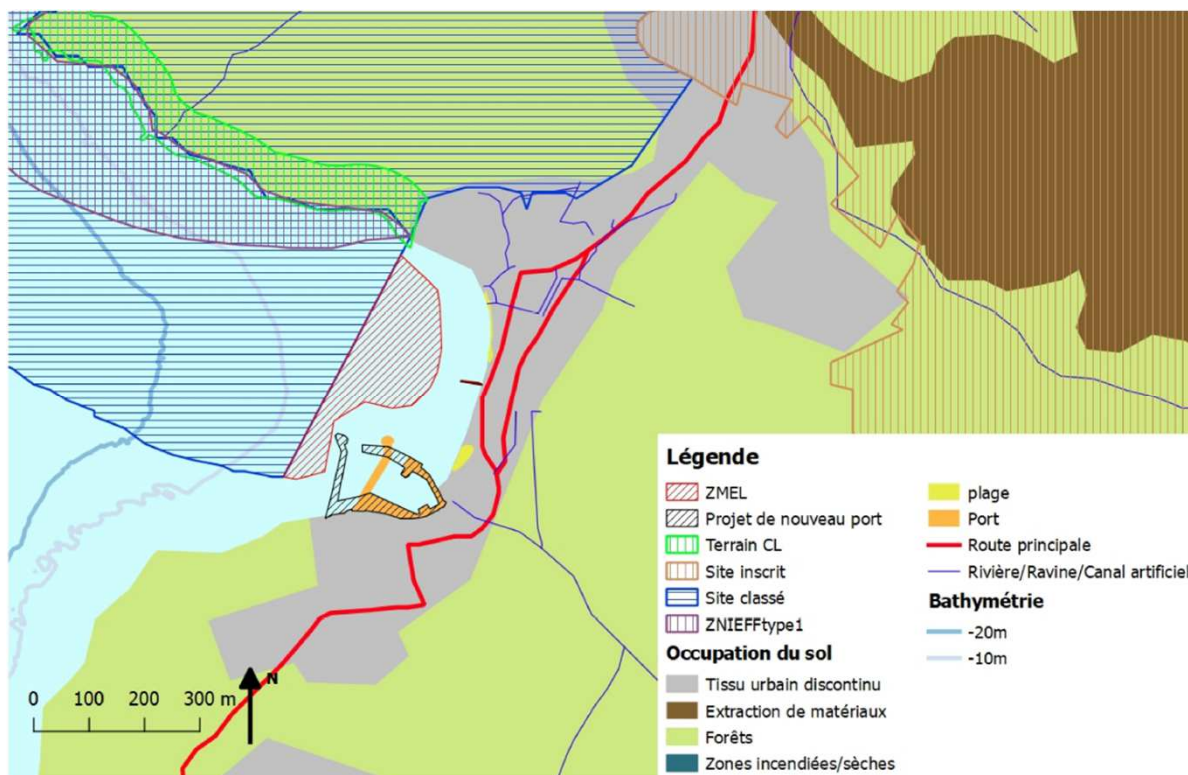 Légende
ZMEL
Projet de nouveau port
Terrain CL
Site inscrit
Site classé
ZNIEFFtype1
Occupation du sol
Tissu urbain discontinu
Extraction de matériaux
Forêts
Zones incendiées/sèches
plage
Port
Route principale
Rivière/Ravine/Canal artificiel
Bathymétrie
-20m
-10m
N
0 100 200 300 m